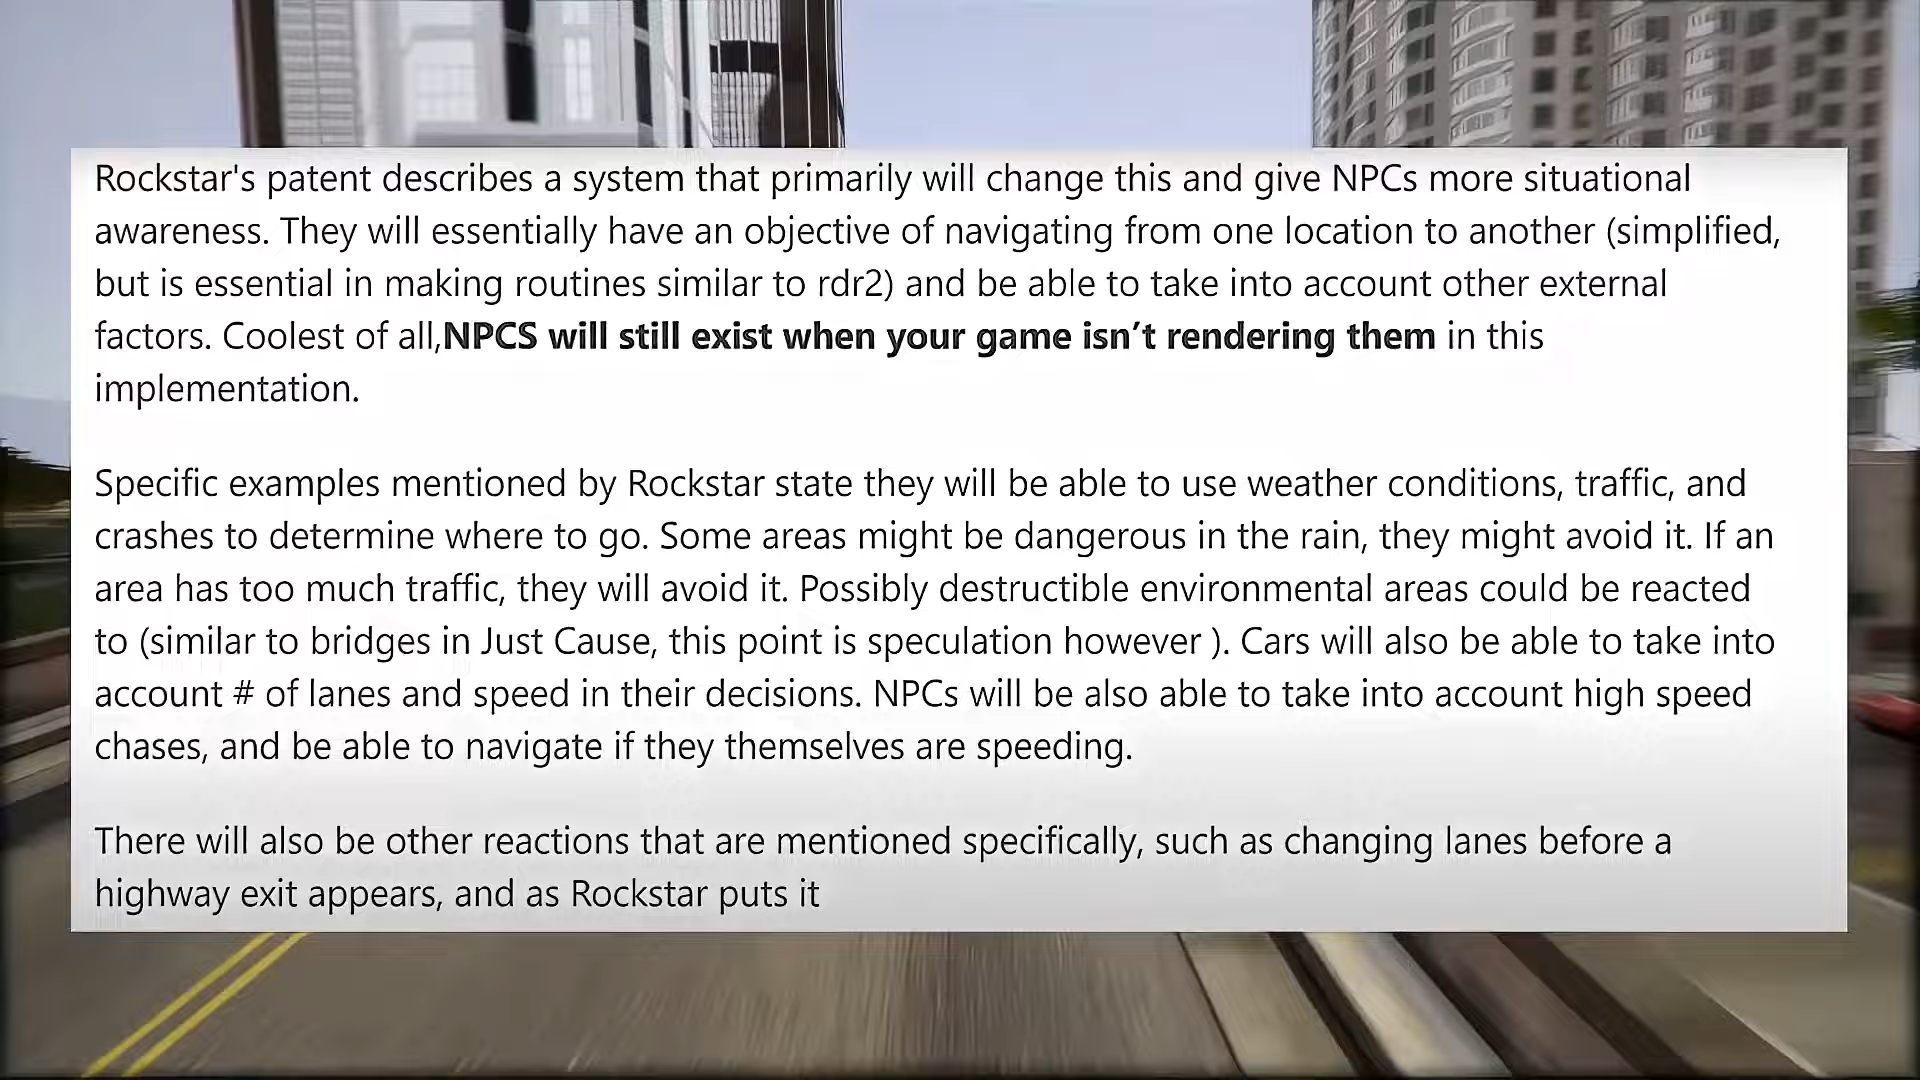 Rockstar's patent describes a system that primarily will change this and give NPCs more situational
awareness. They will essentially have an objective of navigating from one location to another (simplified,
but is essential in making routines similar to rdr2) and be able to take into account other external
factors. Coolest of all,NPCS will still exist when your game isn’t rendering them in this
implementation.
Specific examples mentioned by Rockstar state they will be able to use weather conditions, traffic, and
crashes to determine where to go. Some areas might be dangerous in the rain, they might avoid it. If an
area has too much traffic, they will avoid it. Possibly destructible environmental areas could be reacted
to (similar to bridges in Just Cause, this point is speculation however ). Cars will also be able to take into
account # of lanes and speed in their decisions. NPCs will be also able to take into account high speed
chases, and be able to navigate if they themselves are speeding.
There will also be other reactions that are mentioned specifically, such as changing lanes before a
highway exit appears, and as Rockstar puts it